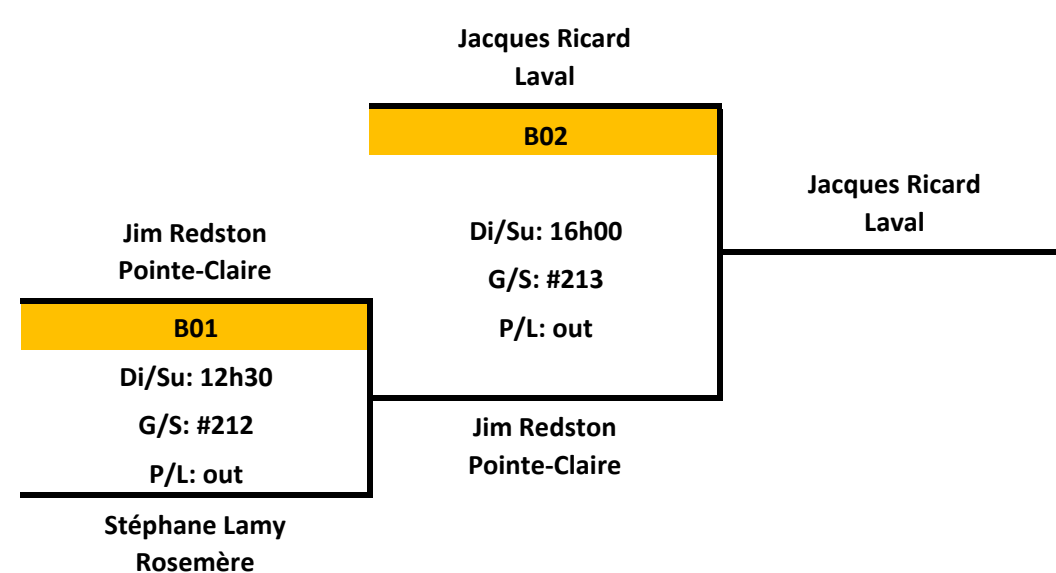 Jacques Ricard
Laval
B02
Di/Su: 16h00
G/S: #213
P/L: out
Jacques Ricard
Laval
Jim Redston
Pointe-Claire
B01
Di/Su: 12h30
G/S: #212
P/L: out
Jim Redston
Pointe-Claire
Stéphane Lamy
Rosemère